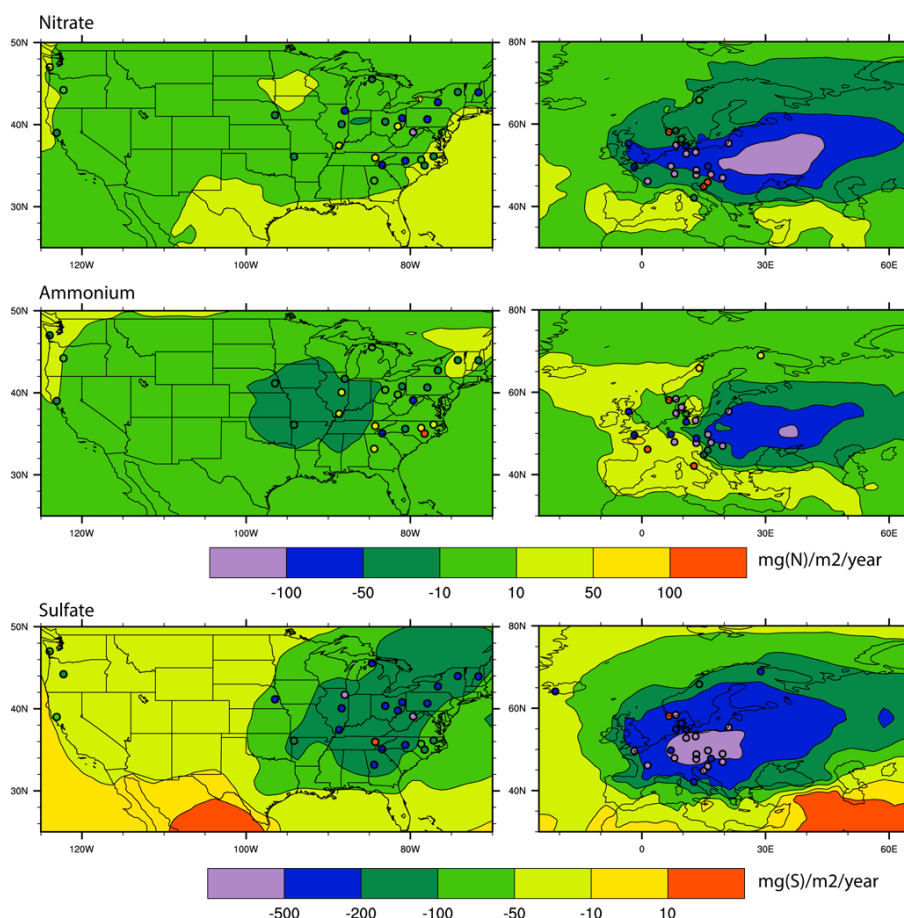 Nitrate
50N 80N
40N 60N
30N 40N
120W 100W 80W 0 30E 60E
Ammonium
50N 80N
40N 60N
30N 40N
120W 100W 80W 0 30E 60E
-100 -50 -10 10 50 100 mg(N)/m2/year
Sulfate
50N 80N
40N 60N
30N 40N
120W 100W 80W 0 30E 60E
-500 -200 -100 -50 -10 10 mg(S)/m2/year